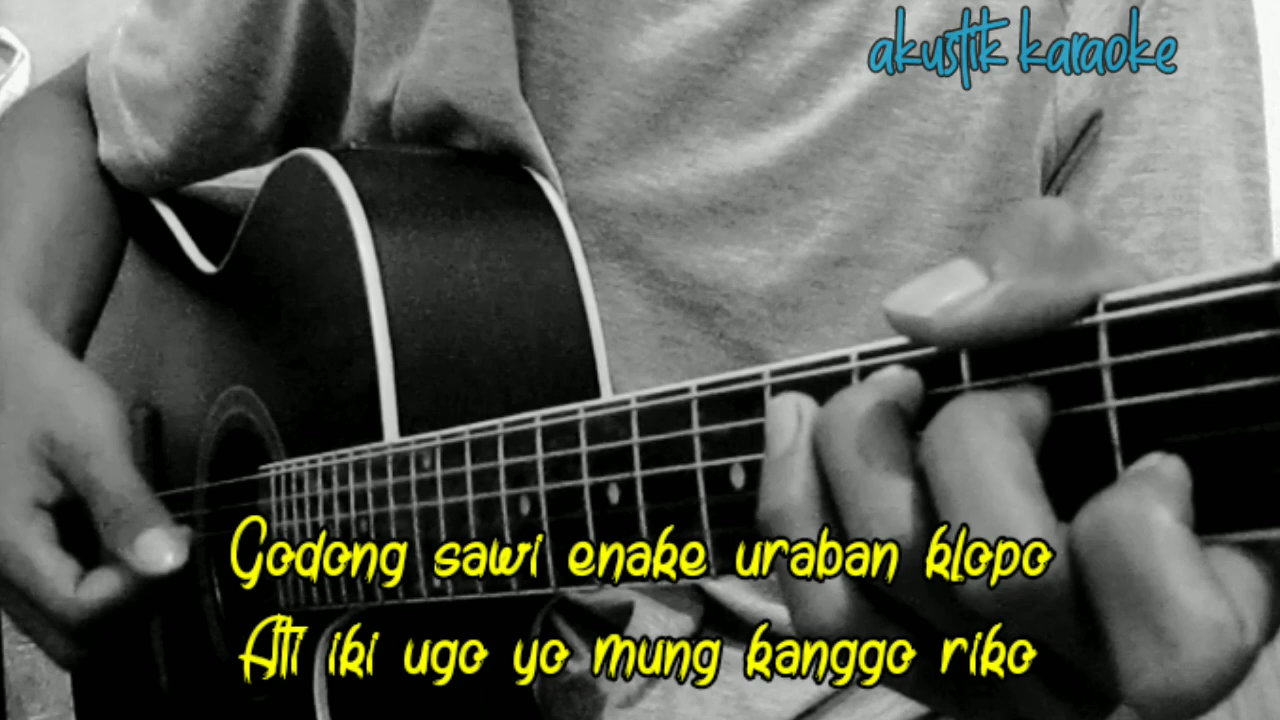 akustik karaoke
Godong sawi enake uraban klopo
Ati iki ugo yo mung kanggo riko